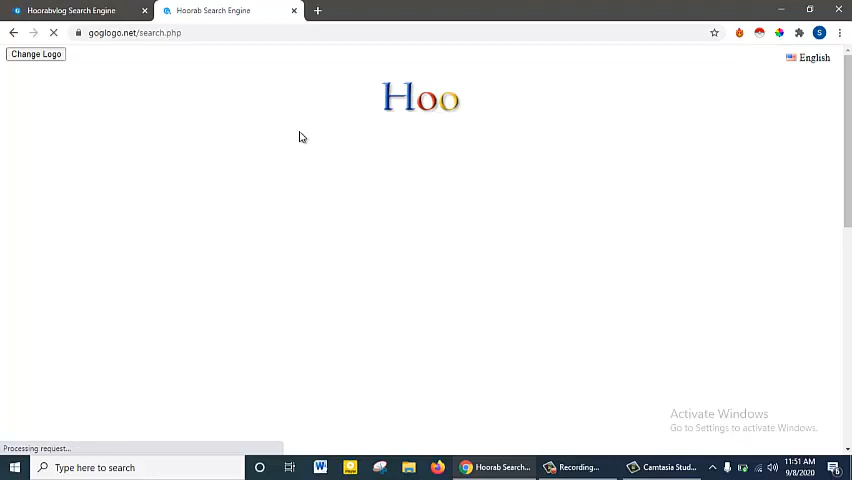 Hoorabvlog Search Engine
Hoorab Search Engine
goglogo.net/search.php
S
Change Logo
English
Hoo
Activate Windows
Go to Settings to activate Windows.
Processing request...
Type here to search
Hoorab Search...
Recording...
Camtasia Stud...
11:51 AM
9/8/2020